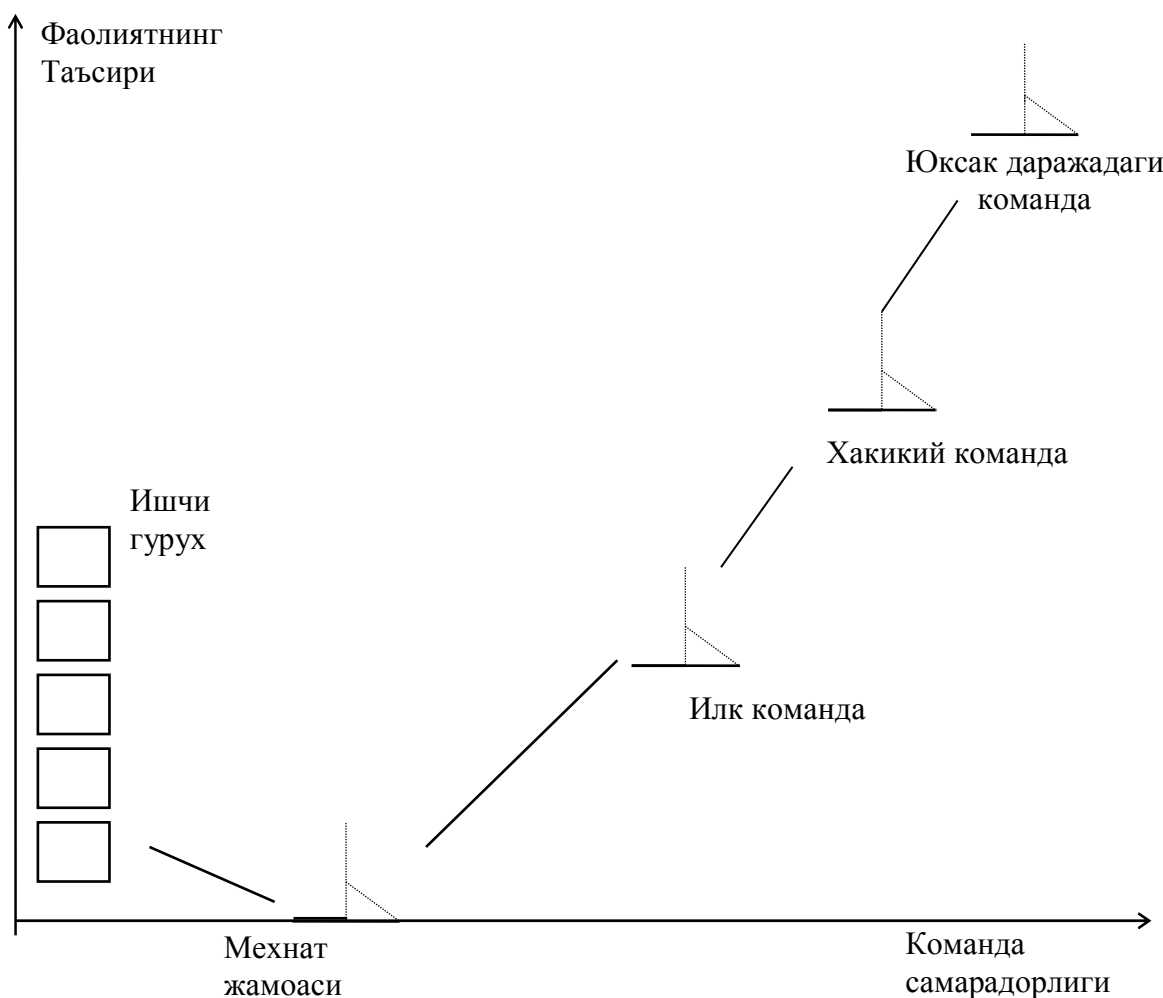 Фаолиятнинг
Таъсири
Юксак даражадаги
команда
Хакикий команда
Ишчи
гурух
Илк команда
Мехнат
жамоаси
Команда
самарадорлиги